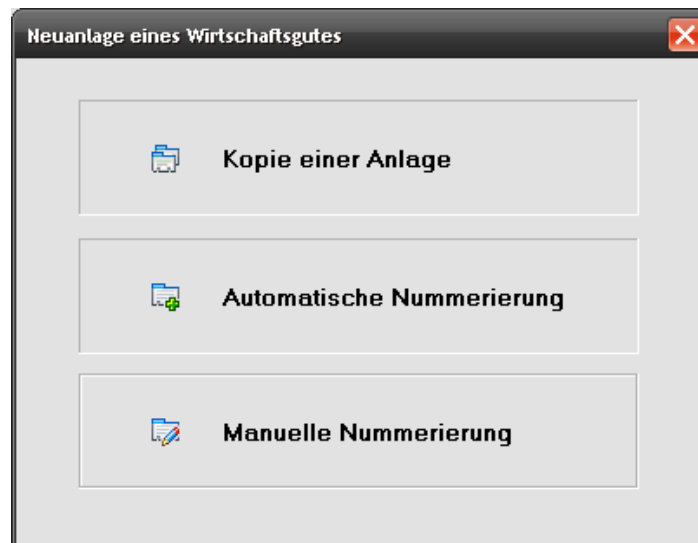 Neuanlage eines Wirtschaftsgutes
Kopie einer Anlage
Automatische Nummerierung
Manuelle Nummerierung